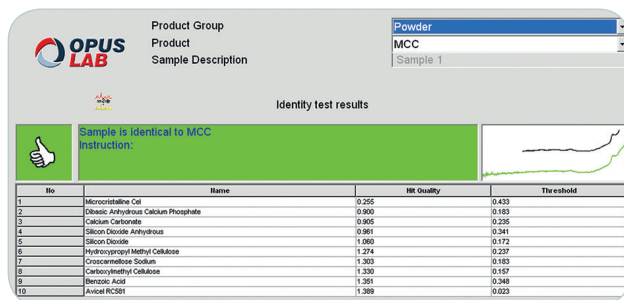 OPUS LAB
Product Group Powder
Product MCC
Sample Description Sample 1
Identity test results
Sample is identical to MCC
Instruction:
No Name Hit Quality Threshold
1 Microcristalline Cel 0.255 0.433
2 Dibasic Anhydrous Calcium Phosphate 0.900 0.183
3 Calcium Carbonate 0.905 0.235
4 Silicon Dioxide Anhydrous 0.961 0.341
5 Silicon Dioxide 1.060 0.172
6 Hydroxypropyl Methyl Cellulose 1.274 0.237
7 Croscarmellose Sodium 1.303 0.183
8 Carboxylmethyl Cellulose 1.330 0.157
9 Benzoic Acid 1.351 0.348
10 Avicel RC581 1.389 0.023